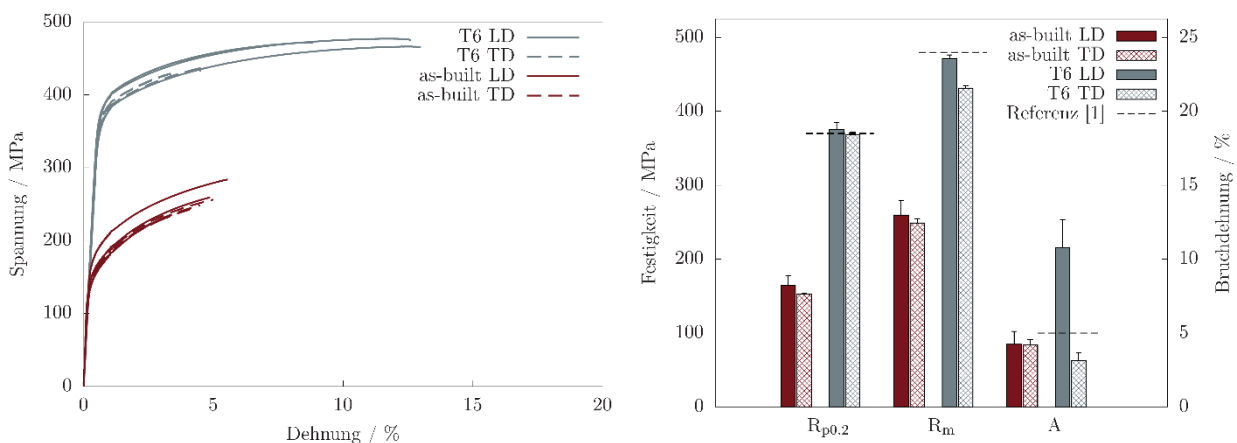 500
400
300
200
100
0
Spannung / MPa
0 5 10 15 20
Dehnung / %
T6 LD
T6 TD
as-built LD
as-built TD
500
400
300
200
100
0
Festigkeit / MPa
as-built LD
as-built TD
T6 LD
T6 TD
Referenz [1]
25
20
15
10
5
0
Bruchdehnung / %
Rp0.2 Rm A